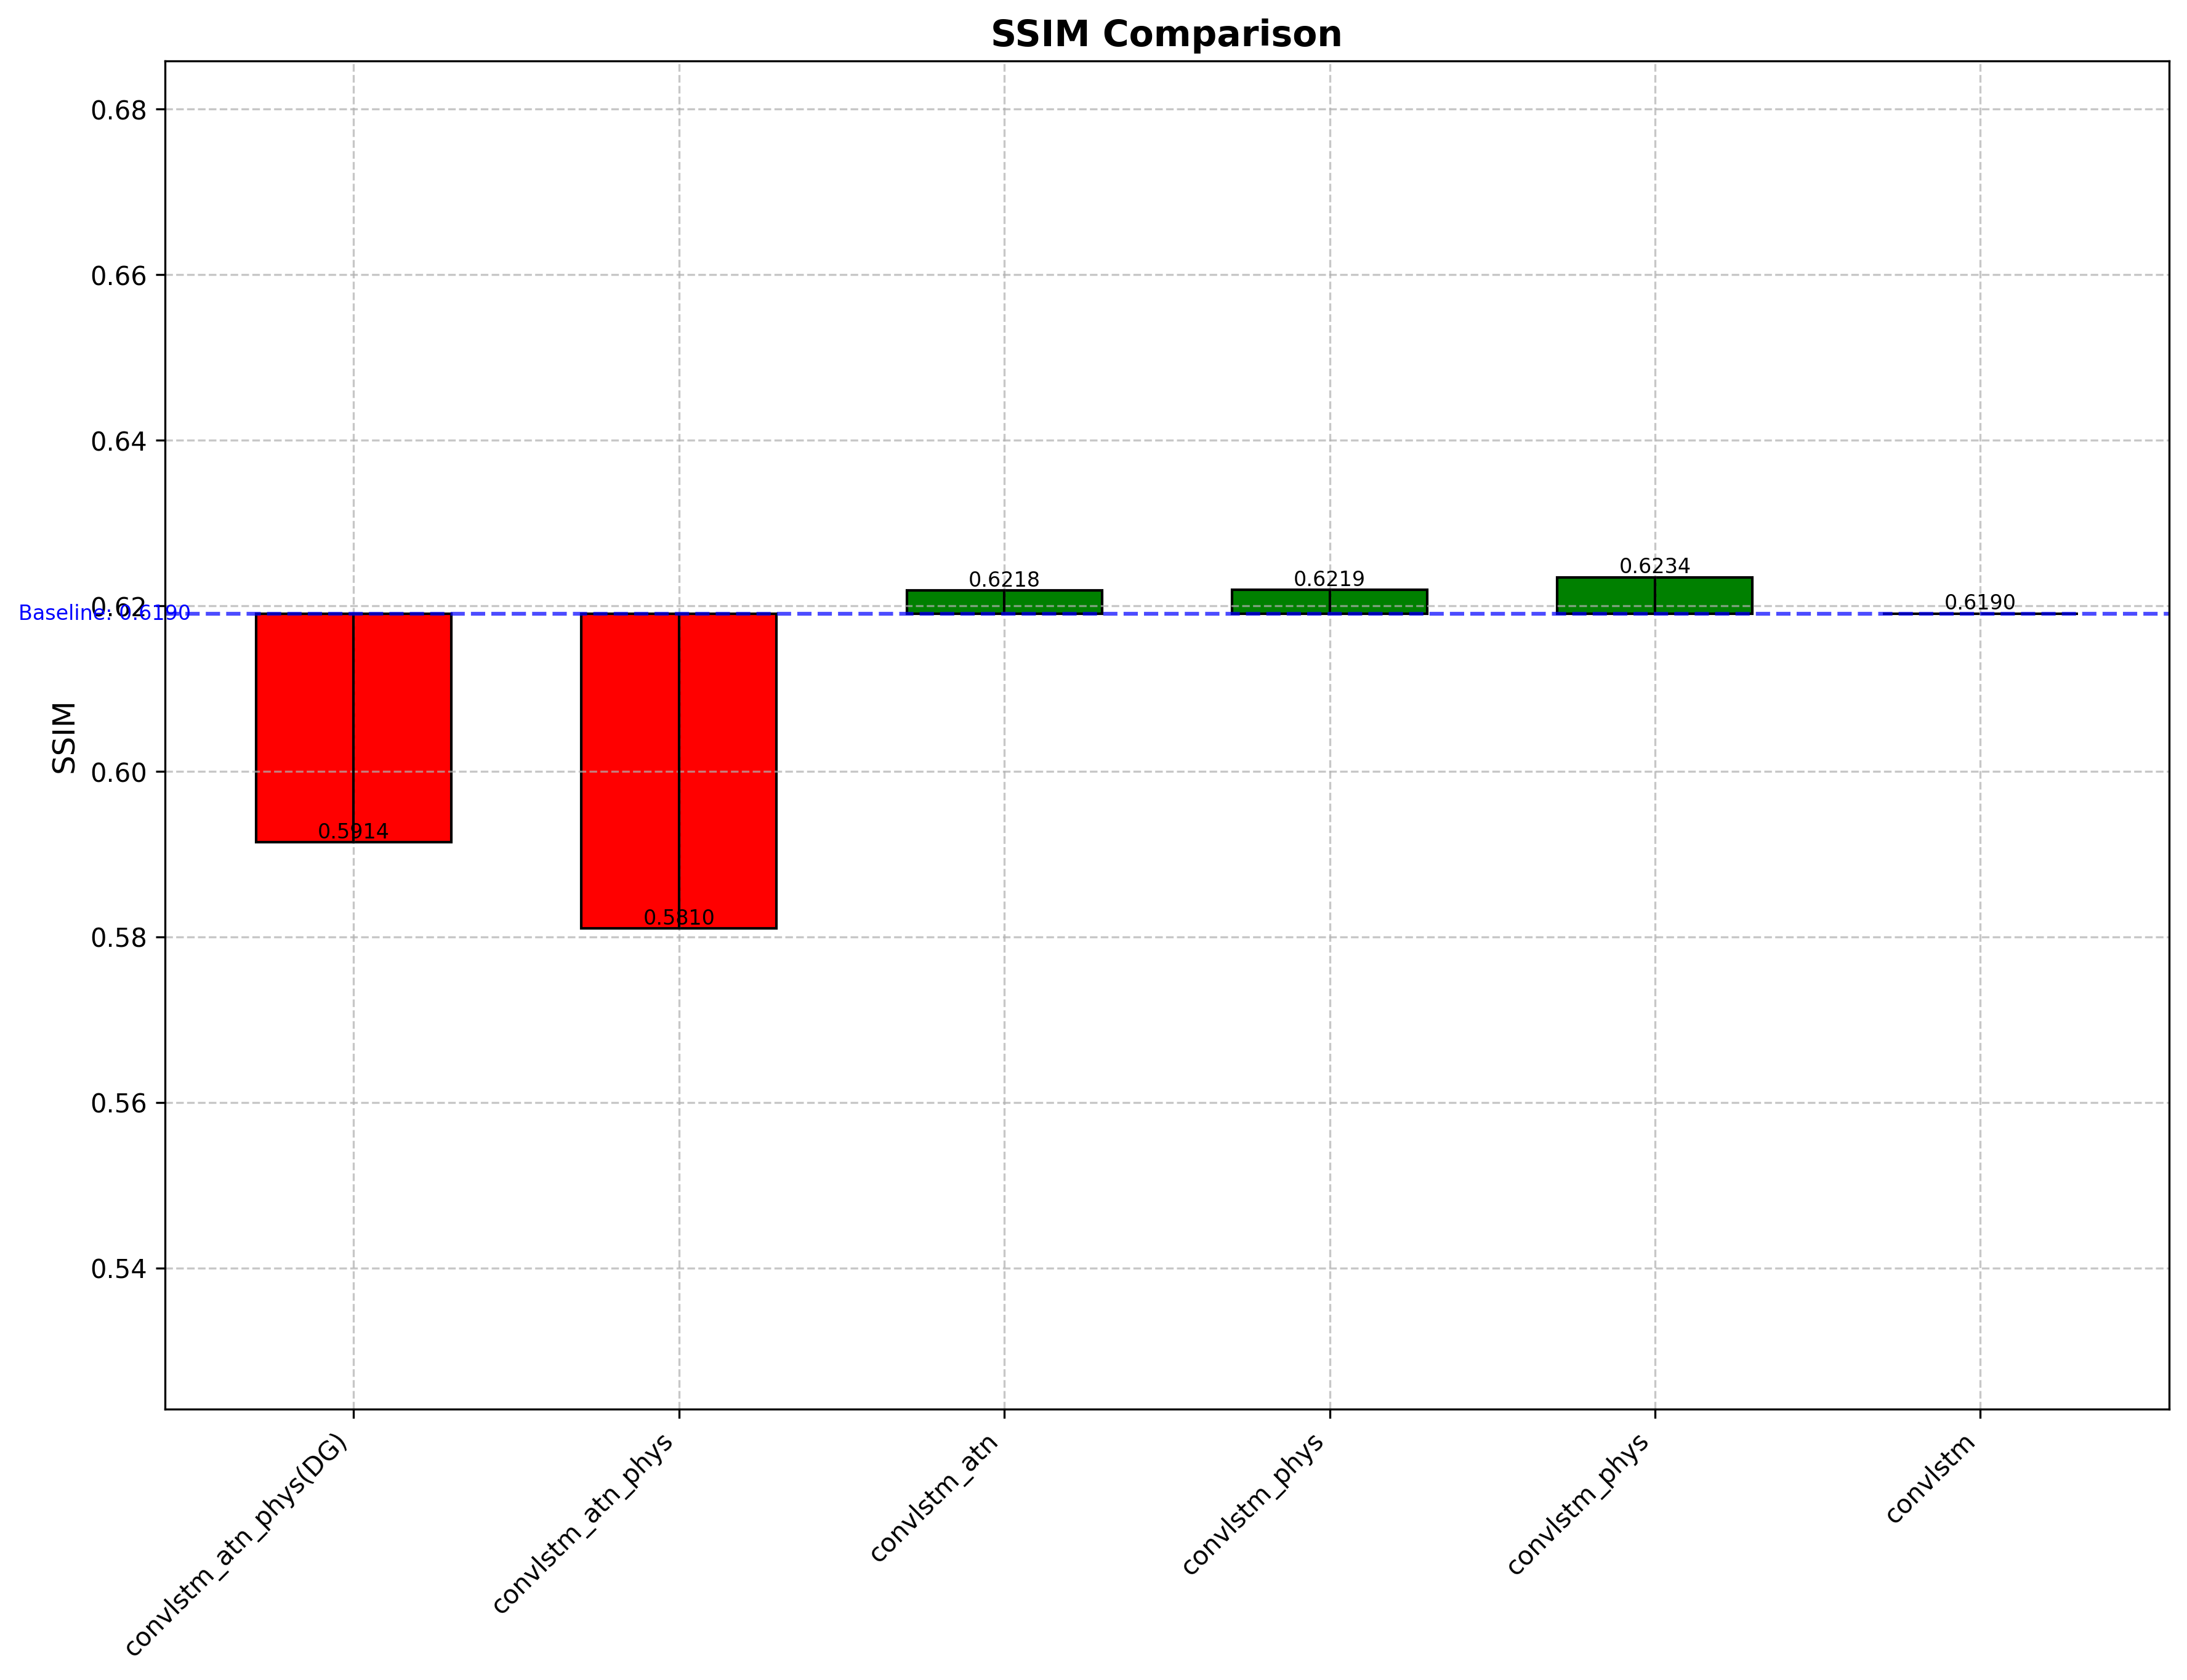 SSIM Comparison
0.68
0.66
0.64
0.62
0.60
0.58
0.56
0.54
SSIM
Baseline: 0.6190
0.5914
0.5810
0.6218
0.6219
0.6234
0.6190
convlstm_atn_phys(DG)
convlstm_atn_phys
convlstm_atn
convlstm_phys
convlstm_phys
convlstm